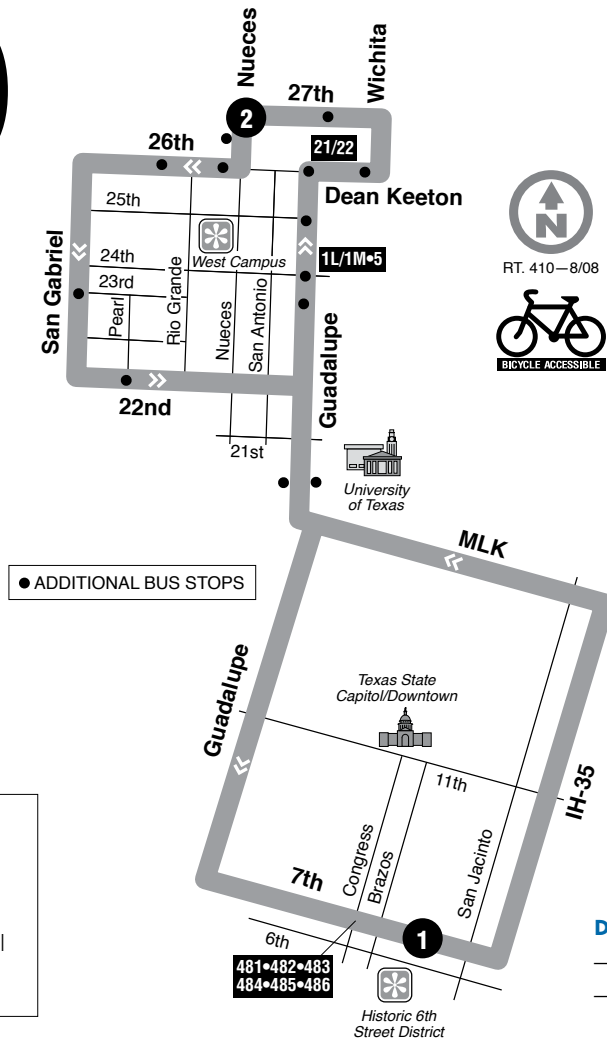 Nueces
Wichita
27th
2
26th
21/22
Dean Keeton
25th
West Campus
24th
1L/1M•5
23rd
San Gabriel
Pearl
Rio Grande
Nueces
San Antonio
Guadalupe
22nd
21st
N
RT. 410—8/08
BICYCLE ACCESSIBLE
University
of Texas
MLK
● ADDITIONAL BUS STOPS
Guadalupe
Texas State
Capitol/Downtown
11th
IH-35
Congress
Brazos
San Jacinto
7th
1
6th
481•482•483
484•485•486
Historic 6th
Street District
D